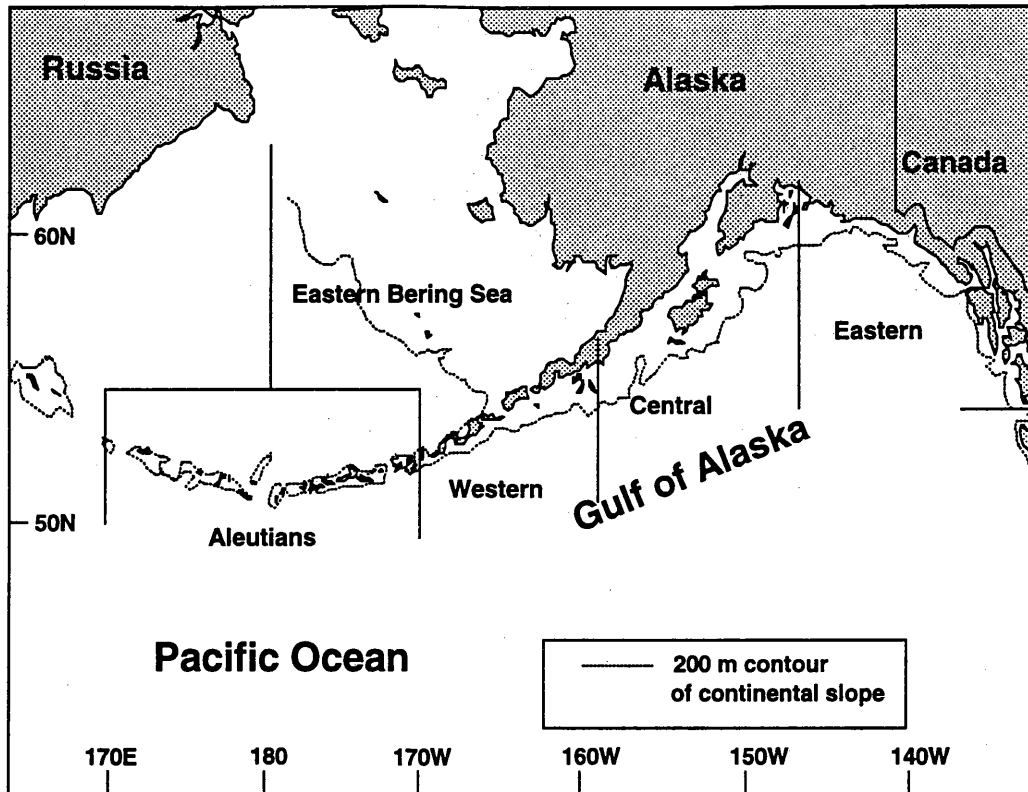 Russia
Alaska
Canada
60N
Eastern Bering Sea
Eastern
Central
Gulf of Alaska
Western
50N
Aleutians
Pacific Ocean
200 m contour
of continental slope
170E 180 170W 160W 150W 140W